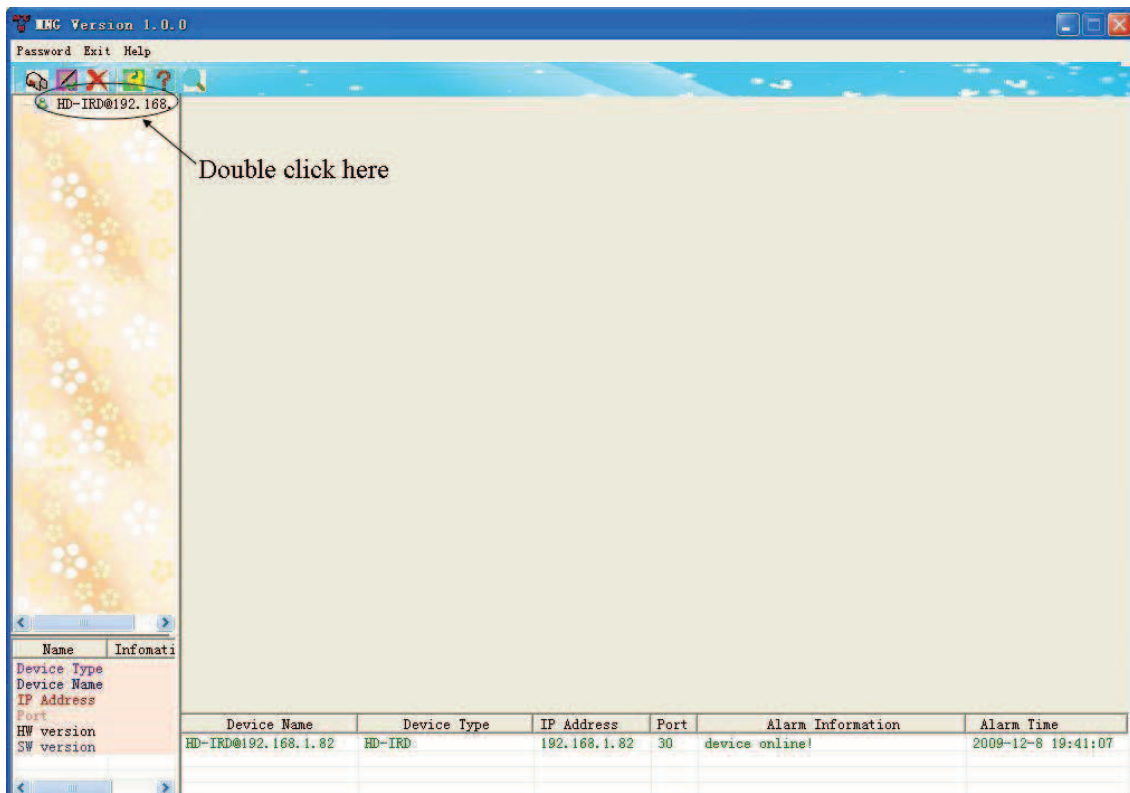 MNG Version 1.0.0
Password Exit Help
HD-IRD@192.168.
Double click here
Name Infomati
Device Type
Device Name
IP Address
Port
HW version
SW version
Device Name Device Type IP Address Port Alarm Information Alarm Time
HD-IRD@192.168.1.82 HD-IRD 192.168.1.82 30 device online! 2009-12-8 19:41:07